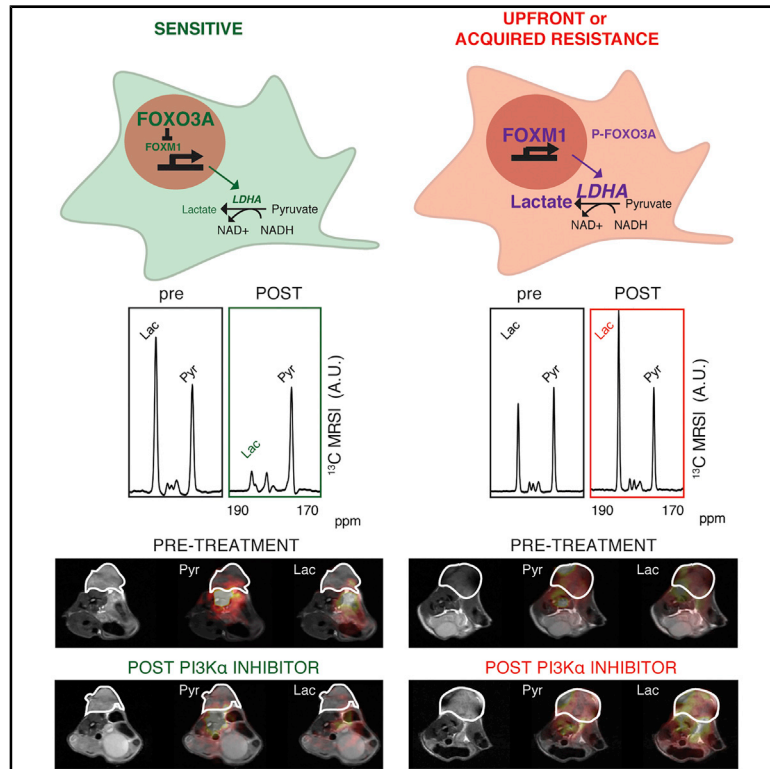 SENSITIVE
FOXO3A
FOXM1
LDHA
Lactate
Pyruvate
NAD+
NADH
UPFRONT or
ACQUIRED RESISTANCE
FOXM1
P-FOXO3A
LDHA
Lactate
Pyruvate
NAD+
NADH
pre
POST
Lac
Pyr
Lac
Pyr
¹³C MRSI (A.U.)
190
170
ppm
pre
POST
Lac
Pyr
Lac
Pyr
¹³C MRSI (A.U.)
190
170
ppm
PRE-TREATMENT
Pyr
Lac
POST PI3Kα INHIBITOR
Pyr
Lac
PRE-TREATMENT
Pyr
Lac
POST PI3Kα INHIBITOR
Pyr
Lac